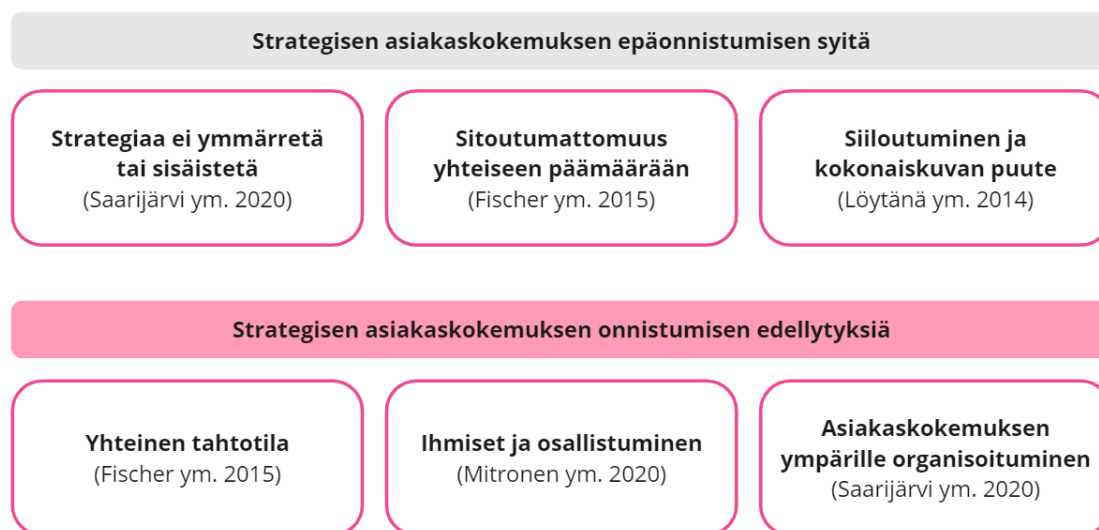 Strategisen asiakaskokemuksen epäonnistumisen syitä
Strategiaa ei ymmärretä
tai sisäistetä
(Saarijärvi ym. 2020)
Sitoutumattomuus
yhteiseen päämäärään
(Fischer ym. 2015)
Siiloutuminen ja
kokonaiskuvan puute
(Löytänä ym. 2014)
Strategisen asiakaskokemuksen onnistumisen edellytyksiä
Yhteinen tahtotila
(Fischer ym. 2015)
Ihmiset ja osallistuminen
(Mitronen ym. 2020)
Asiakaskokemuksen
ympärille organisoituminen
(Saarijärvi ym. 2020)